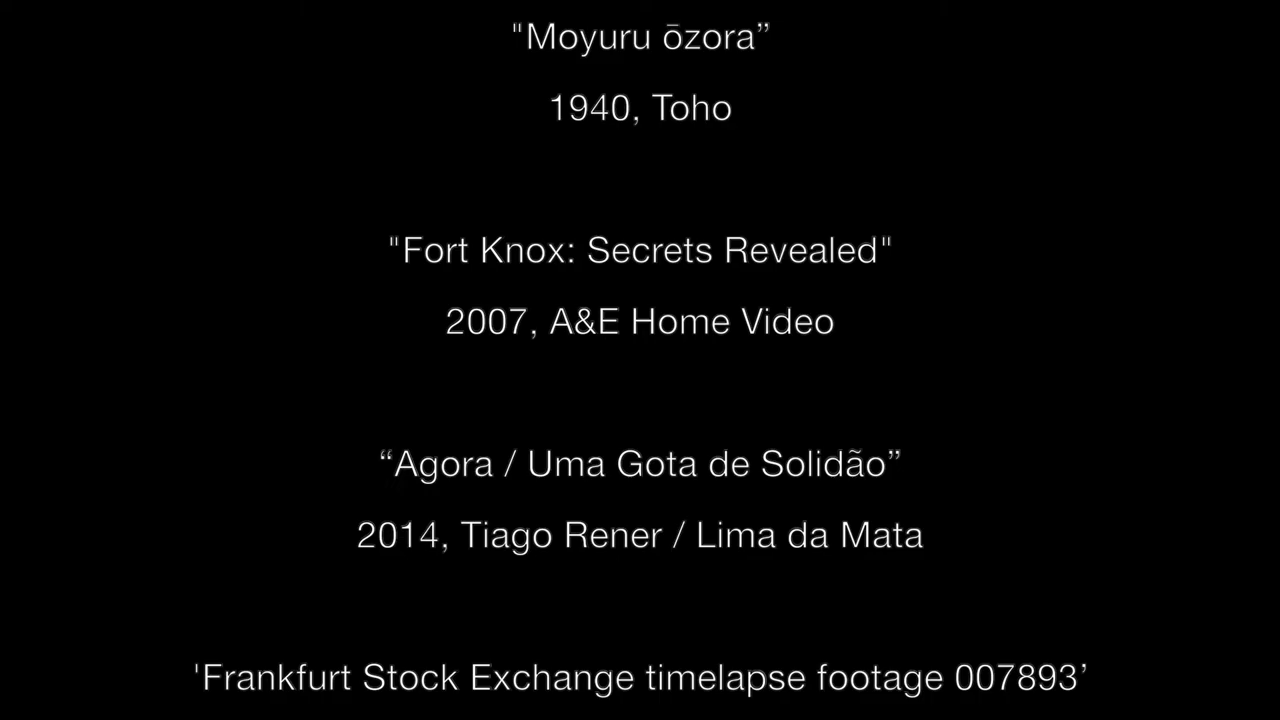 "Moyuru ōzora”
1940, Toho
"Fort Knox: Secrets Revealed"
2007, A&E Home Video
“Agora / Uma Gota de Solidão”
2014, Tiago Rener / Lima da Mata
'Frankfurt Stock Exchange timelapse footage 007893’